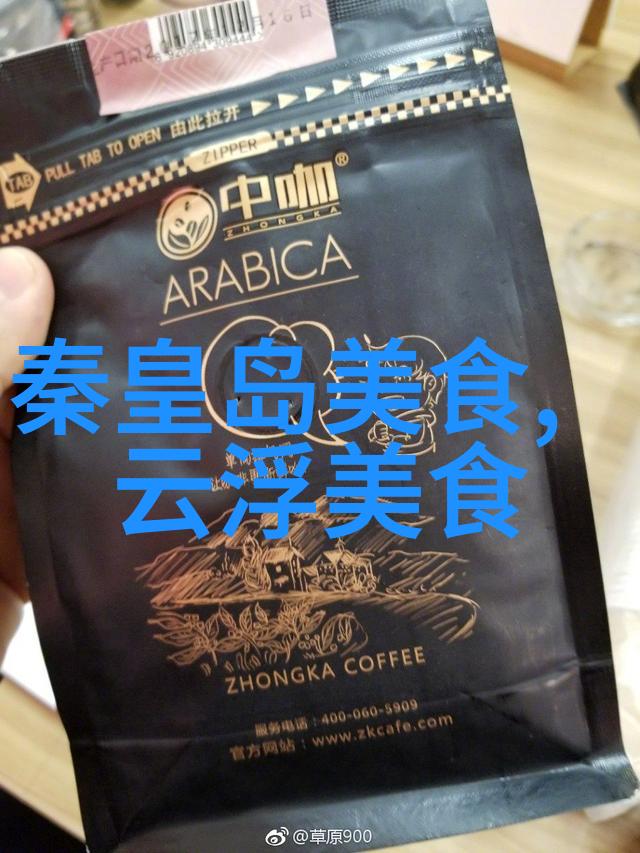 PULL TAB TO OPEN 由此拉开
TAB
ZIPPER
中咖®
ZHONGKA
ARABICA
秦皇岛美食,
云浮美食
ZHONGKA COFFEE
服务电话:400-060-5909
官方网站:www.zkcafe.com
@草原900